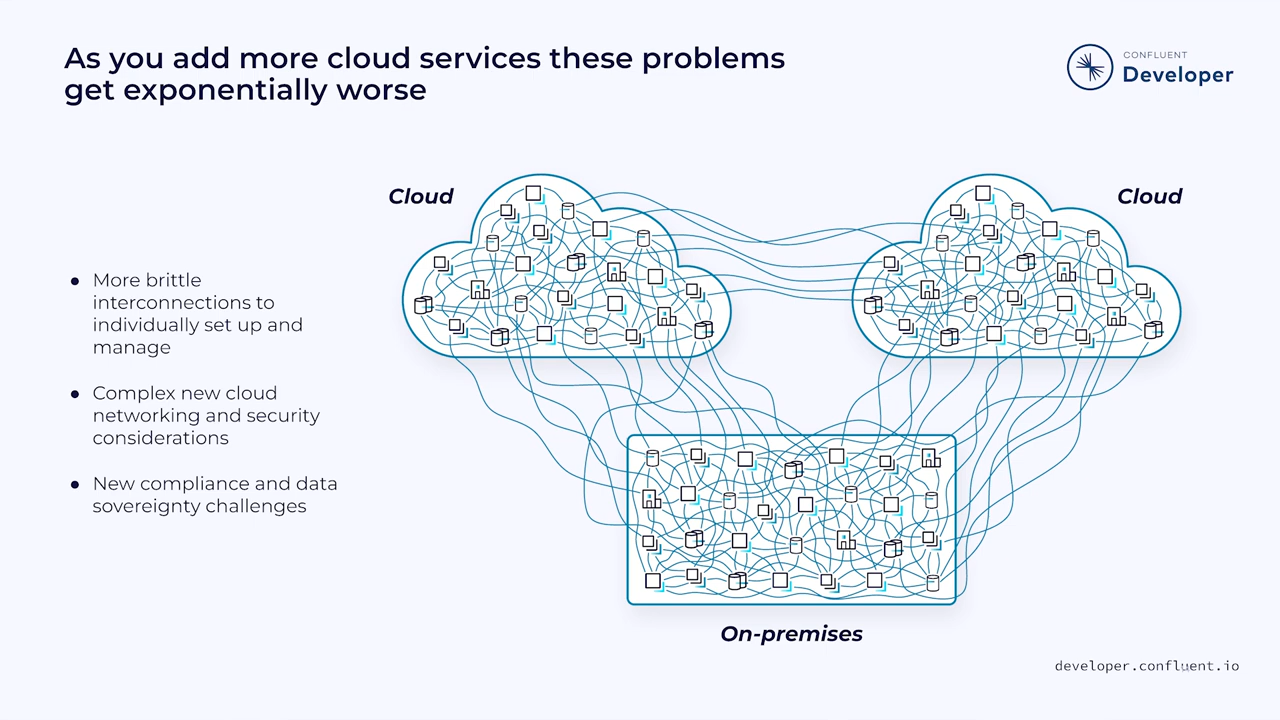 As you add more cloud services these problems
get exponentially worse
CONFLUENT
Developer
Cloud
Cloud
● More brittle
interconnections to
individually set up and
manage
● Complex new cloud
networking and security
considerations
● New compliance and data
sovereignty challenges
On-premises
developer.confluent.io